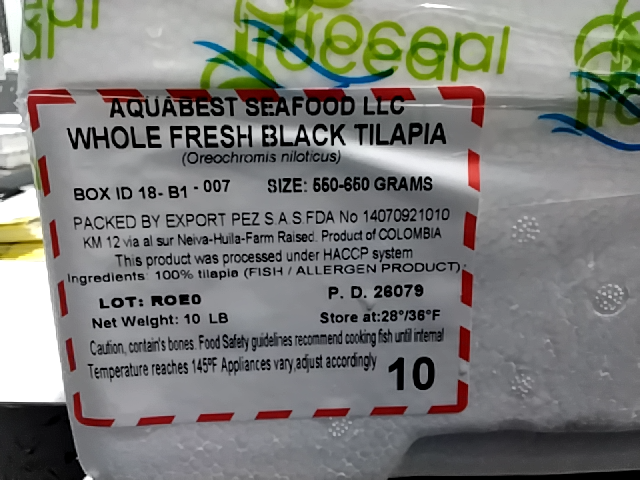 Proceal
AQUABEST SEAFOOD LLC
WHOLE FRESH BLACK TILAPIA
(Oreochromis niloticus)
BOX ID 18- B1 - 007 SIZE: 550-650 GRAMS
PACKED BY EXPORT PEZ S.A.S FDA No 14070921010
KM 12 via al sur Neiva-Huila-Farm Raised. Product of COLOMBIA
This product was processed under HACCP system
Ingredients: 100% tilapia (FISH / ALLERGEN PRODUCT);
LOT: ROE0 P. D. 26079
Net Weight: 10 LB Store at:28°/36°F
Caution, contain's bones. Food Safety guidelines recommend cooking fish until internal
Temperature reaches 145ºF Appliances vary,adjust accordingly
10